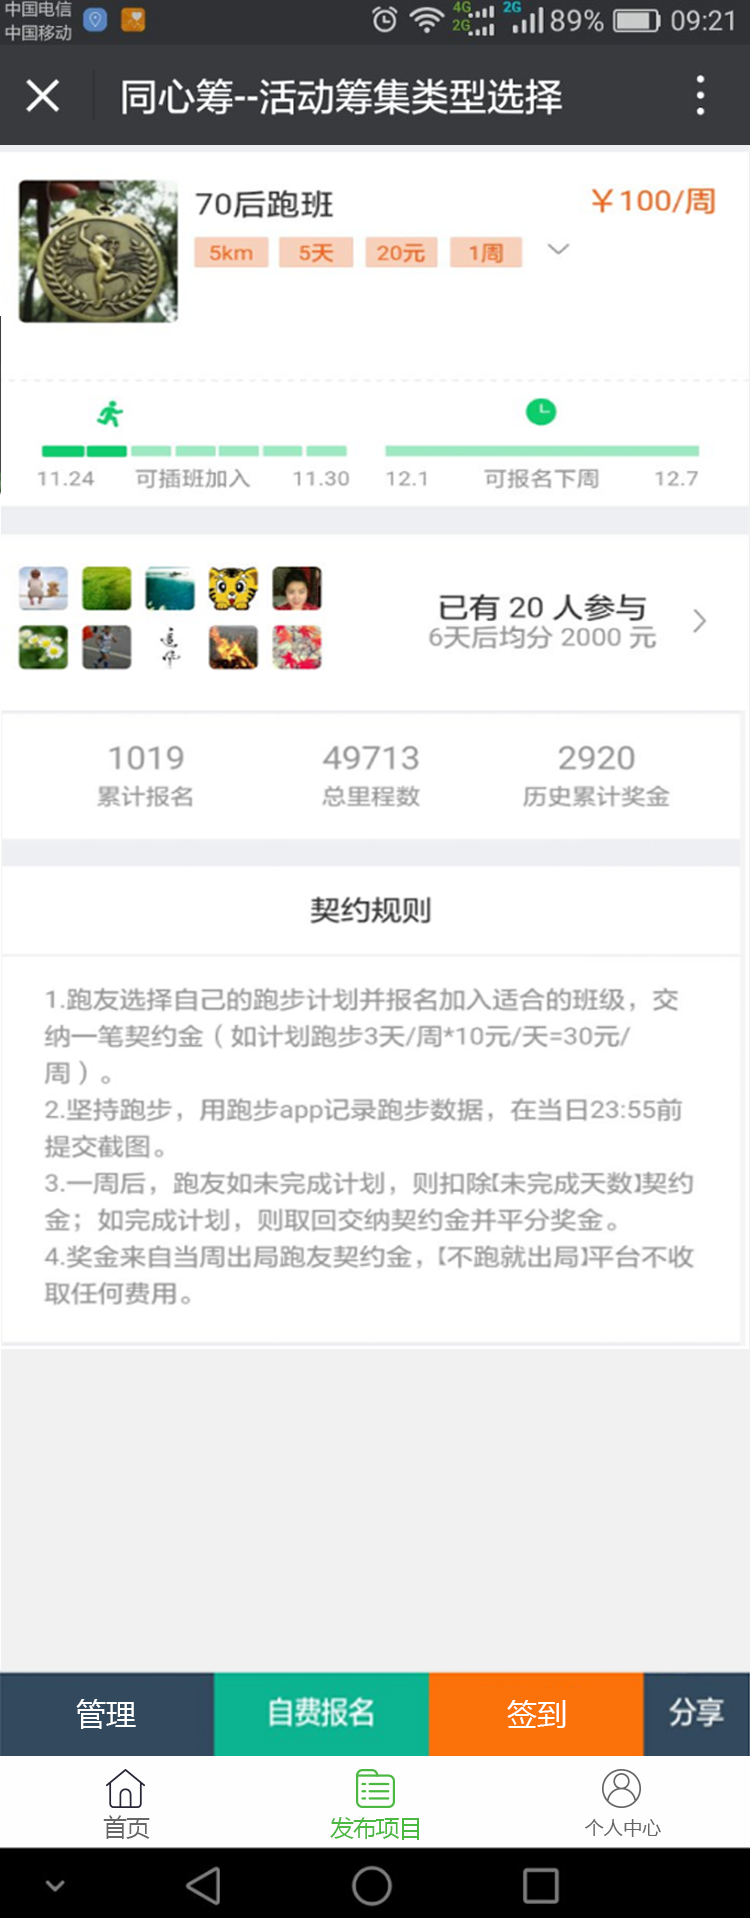 中国电信
中国移动
4G
2G
2G
89%
09:21
同心筹--活动筹集类型选择
70后跑班
￥100/周
5km 5天 20元 1周
11.24 可插班加入 11.30 12.1 可报名下周 12.7
已有 20 人参与
6天后均分 2000 元
1019 49713 2920
累计报名 总里程数 历史累计奖金
契约规则
1.跑友选择自己的跑步计划并报名加入适合的班级，交
纳一笔契约金（如计划跑步3天/周*10元/天=30元/
周）。
2.坚持跑步，用跑步app记录跑步数据，在当日23:55前
提交截图。
3.一周后，跑友如未完成计划，则扣除【未完成天数】契约
金；如完成计划，则取回交纳契约金并平分奖金。
4.奖金来自当周出局跑友契约金，【不跑就出局】平台不收
取任何费用。
管理 自费报名 签到 分享
首页 发布项目 个人中心